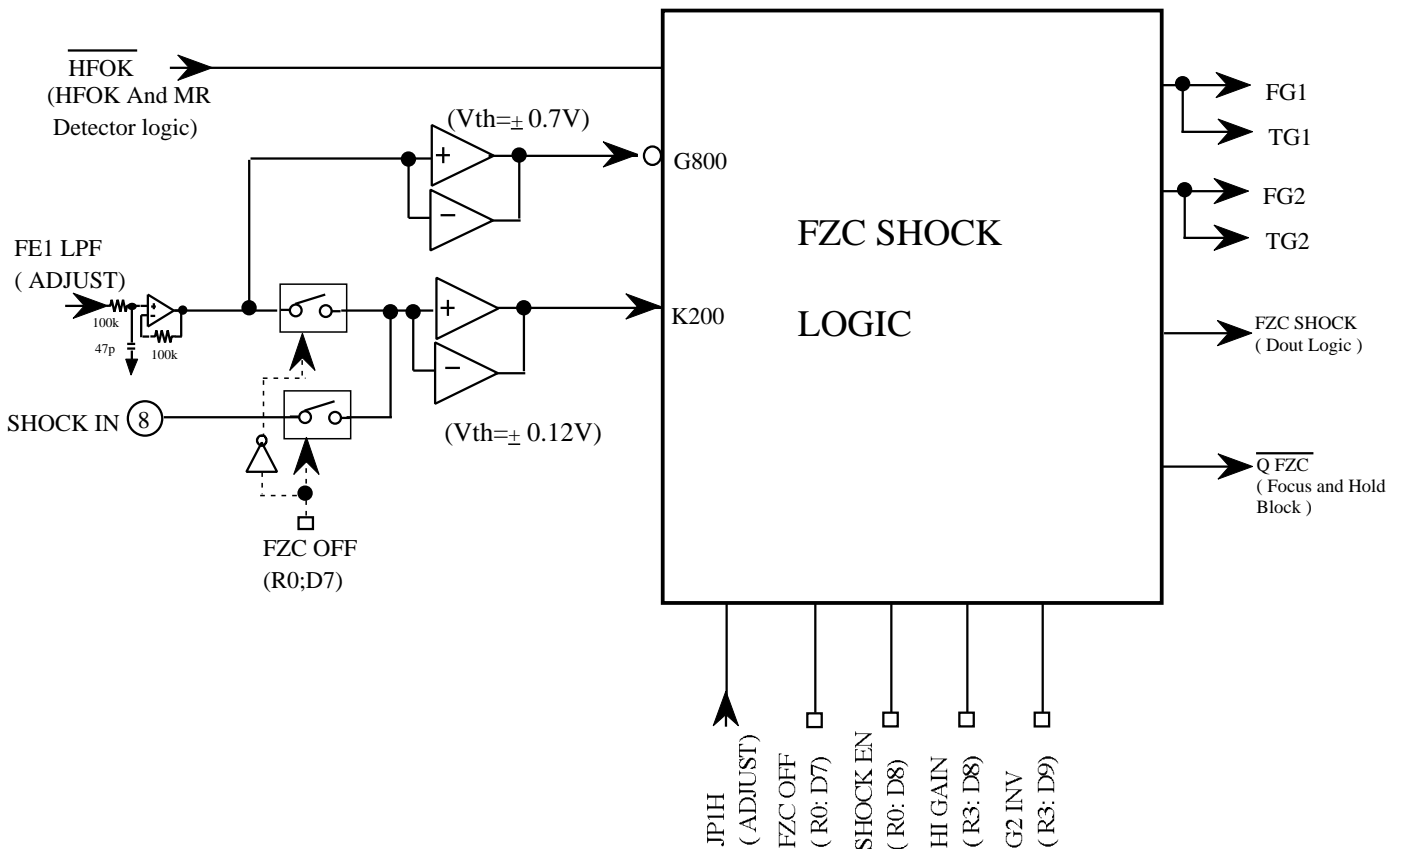 HFOK
(HFOK And MR
Detector logic)
(Vth=± 0.7V)
G800
FE1 LPF
( ADJUST)
100k
47p
100k
+
−
+
−
+
−
K200
SHOCK IN
8
(Vth=± 0.12V)
FZC OFF
(R0;D7)
FZC SHOCK
LOGIC
FG1
TG1
FG2
TG2
FZC SHOCK
( Dout Logic )
Q FZC
( Focus and Hold
Block )
JP1H
( ADJUST)
FZC OFF
( R0: D7)
SHOCK EN
( R0: D8)
HI GAIN
( R3: D8)
G2 INV
( R3: D9)